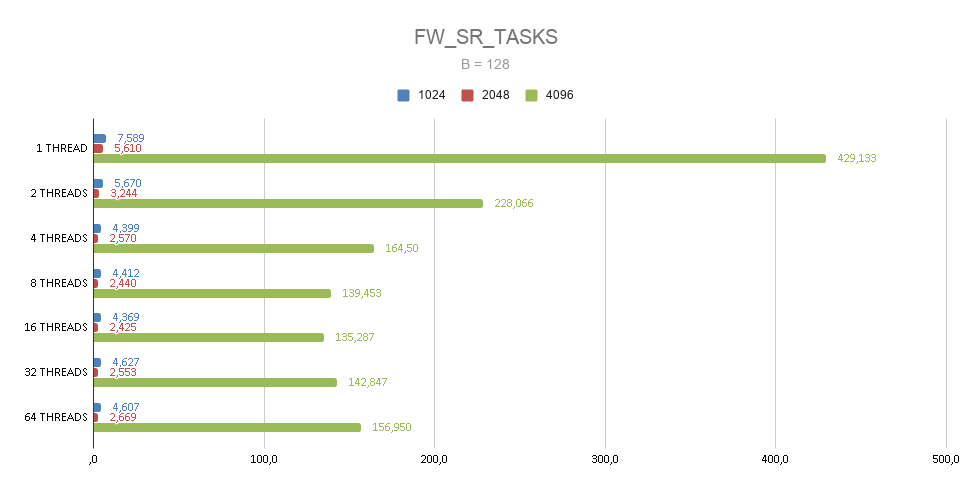 FW_SR_TASKS
B = 128
1024 2048 4096
1 THREAD 7,589
5,610
429,133
2 THREADS 5,670
3,244
228,066
4 THREADS 4,399
2,570
164,50
8 THREADS 4,412
2,440
139,453
16 THREADS 4,369
2,425
135,287
32 THREADS 4,627
2,553
142,847
64 THREADS 4,607
2,669
156,950
,0 100,0 200,0 300,0 400,0 500,0